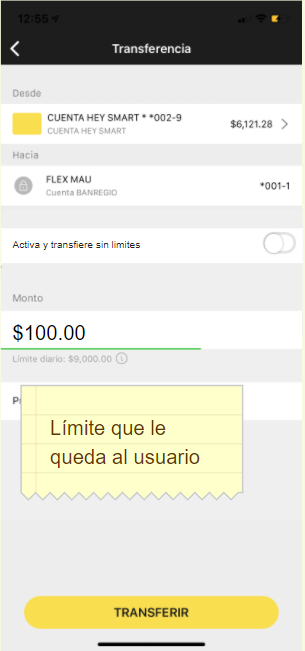 12:55
Transferencia
Desde
CUENTA HEY SMART * *002-9
$6,121.28
CUENTA HEY SMART
Hacia
FLEX MAU
*001-1
Cuenta BANREGIO
Activa y transfiere sin limites
Monto
$100.00
Límite diario: $9,000.00
Límite que le
queda al usuario
TRANSFERIR